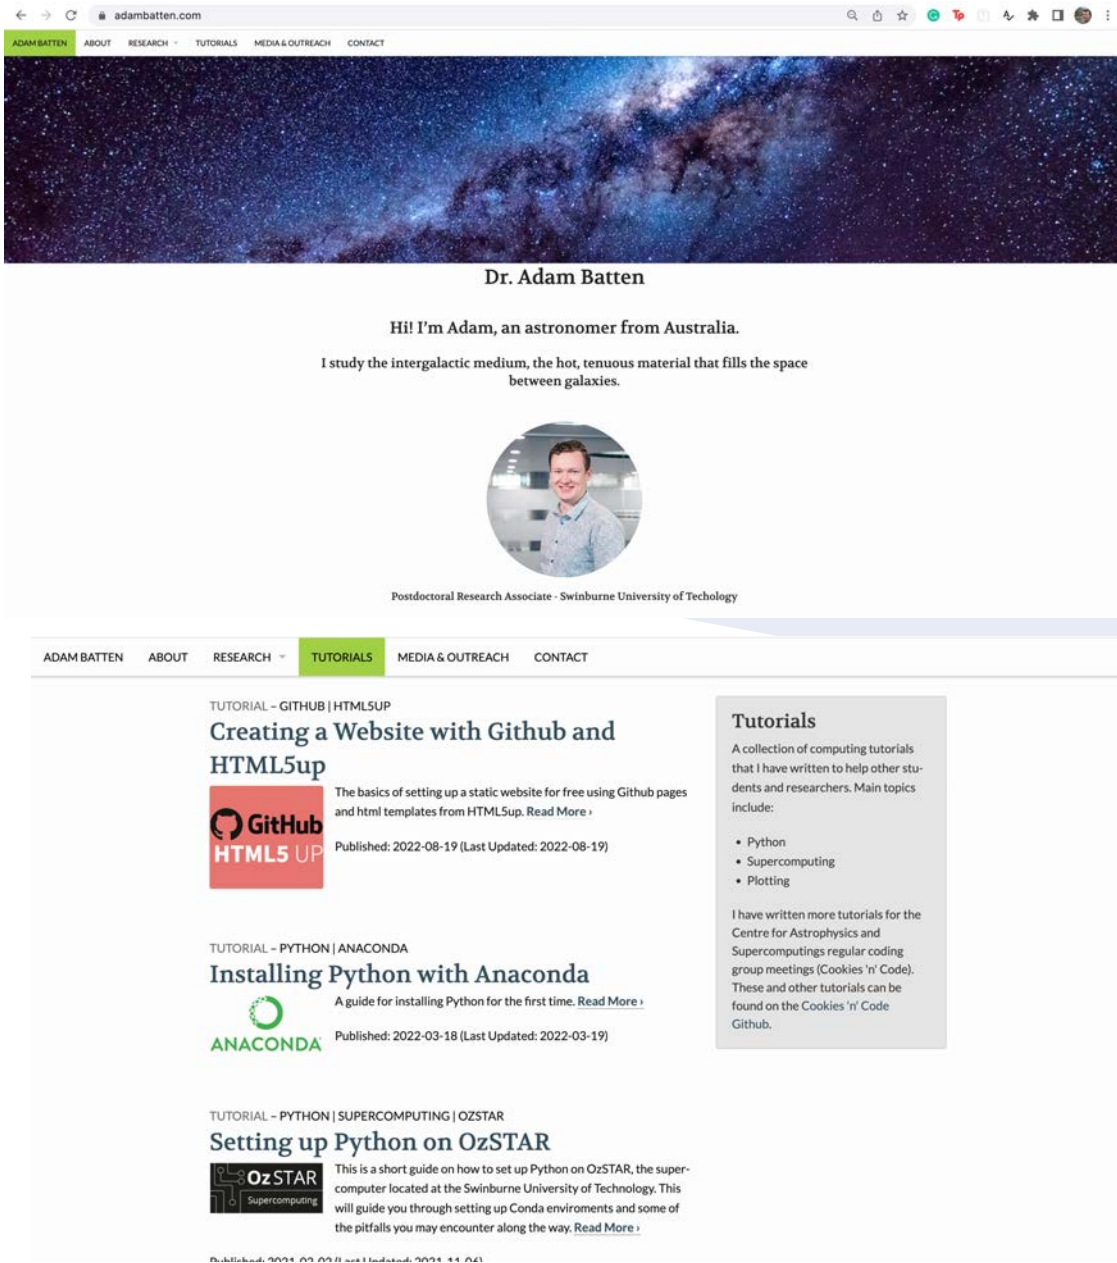 adambatten.com
ADAM BATTEN ABOUT RESEARCH TUTORIALS MEDIA & OUTREACH CONTACT
Dr. Adam Batten
Hi! I'm Adam, an astronomer from Australia.
I study the intergalactic medium, the hot, tenuous material that fills the space
between galaxies.
Postdoctoral Research Associate - Swinburne University of Techology
ADAM BATTEN ABOUT RESEARCH TUTORIALS MEDIA & OUTREACH CONTACT
TUTORIAL – GITHUB | HTML5UP
Creating a Website with Github and
HTML5up
GitHub
HTML5 UP
The basics of setting up a static website for free using Github pages
and html templates from HTML5up. Read More ›
Published: 2022-08-19 (Last Updated: 2022-08-19)
TUTORIAL – PYTHON | ANACONDA
Installing Python with Anaconda
ANACONDA
A guide for installing Python for the first time. Read More ›
Published: 2022-03-18 (Last Updated: 2022-03-19)
TUTORIAL – PYTHON | SUPERCOMPUTING | OZSTAR
Setting up Python on OzSTAR
OzSTAR
Supercomputing
This is a short guide on how to set up Python on OzSTAR, the super-
computer located at the Swinburne University of Technology. This
will guide you through setting up Conda enviroments and some of
the pitfalls you may encounter along the way. Read More ›
Published: 2021-02-02 (Last Updated: 2021-11-06)
Tutorials
A collection of computing tutorials
that I have written to help other stu-
dents and researchers. Main topics
include:
• Python
• Supercomputing
• Plotting
I have written more tutorials for the
Centre for Astrophysics and
Supercomputings regular coding
group meetings (Cookies 'n' Code).
These and other tutorials can be
found on the Cookies 'n' Code
Github.